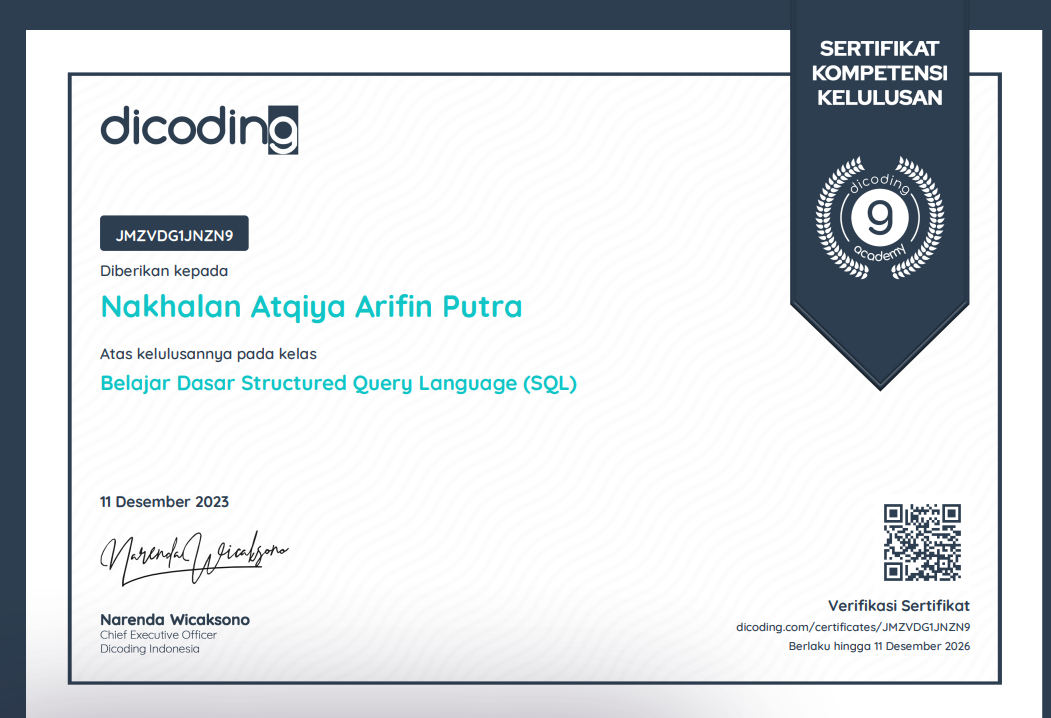 SERTIFIKAT
KOMPETENSI
KELULUSAN
dicoding
dicoding
9
academy
JMZVDG1JNZN9
Diberikan kepada
Nakhalan Atqiya Arifin Putra
Atas kelulusannya pada kelas
Belajar Dasar Structured Query Language (SQL)
11 Desember 2023
Narenda Wicaksono
Narenda Wicaksono
Chief Executive Officer
Dicoding Indonesia
Verifikasi Sertifikat
dicoding.com/certificates/JMZVDG1JNZN9
Berlaku hingga 11 Desember 2026